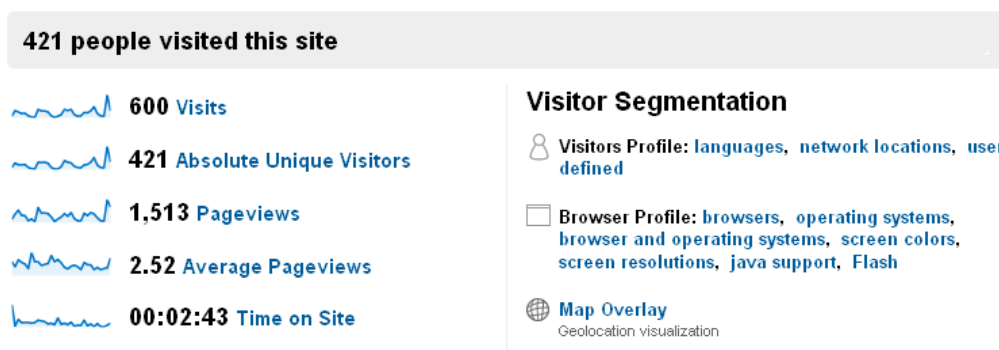 421 people visited this site
600 Visits
421 Absolute Unique Visitors
1,513 Pageviews
2.52 Average Pageviews
00:02:43 Time on Site
Visitor Segmentation
Visitors Profile: languages, network locations, user
defined
Browser Profile: browsers, operating systems,
browser and operating systems, screen colors,
screen resolutions, java support, Flash
Map Overlay
Geolocation visualization